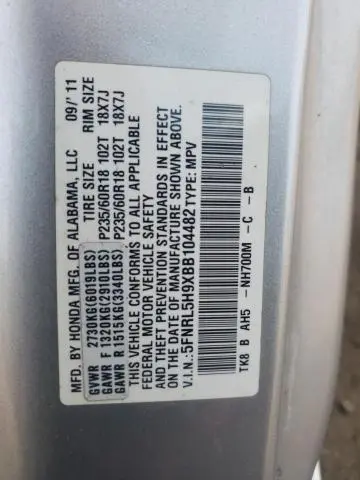 MFD. BY HONDA MFG. OF ALABAMA, LLC 09/'11
TIRE SIZE RIM SIZE
GVWR 2730KG(6019LBS)
GAWR F 1320KG(2910LBS) P235/60R18 102T 18X7J
GAWR R 1515KG(3340LBS) P235/60R18 102T 18X7J
THIS VEHICLE CONFORMS TO ALL APPLICABLE
FEDERAL MOTOR VEHICLE SAFETY
AND THEFT PREVENTION STANDARDS IN EFFECT
ON THE DATE OF MANUFACTURE SHOWN ABOVE.
V.I.N.:5FNRL5H9XBB104482 TYPE: MPV
TK8 B AH5 -NH700M -C -B